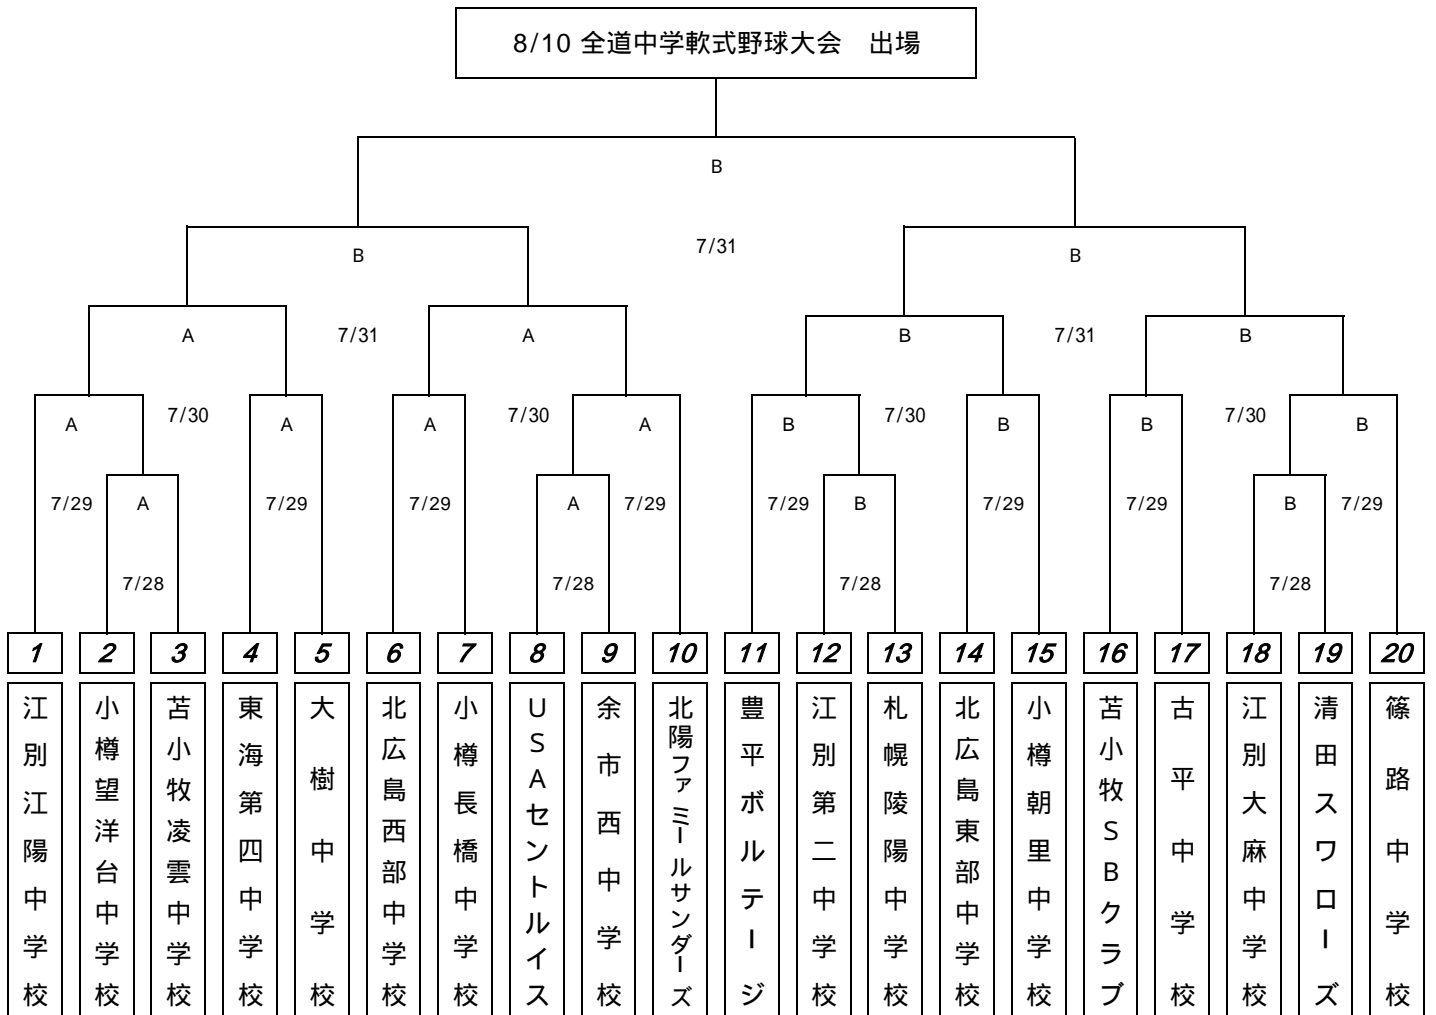 8/10 全道中学軟式野球大会　出場
B
7/31
B
B
A
7/31
A
B
7/31
B
A
7/30
A
A
7/30
A
B
7/30
B
B
7/30
B
7/29
A
7/29
7/29
A
7/29
7/29
B
7/29
7/29
B
7/29
7/28
7/28
7/28
7/28
1
2
3
4
5
6
7
8
9
10
11
12
13
14
15
16
17
18
19
20
江別江陽中学校
小樽望洋台中学校
苫小牧凌雲中学校
東海第四中学校
大樹中学校
北広島西部中学校
小樽長橋中学校
USAセントルイス
余市西中学校
北陽ファミールサンダーズ
豊平ボルテージ
江別第二中学校
札幌陵陽中学校
北広島東部中学校
小樽朝里中学校
苫小牧SBクラブ
古平中学校
江別大麻中学校
清田スワローズ
篠路中学校